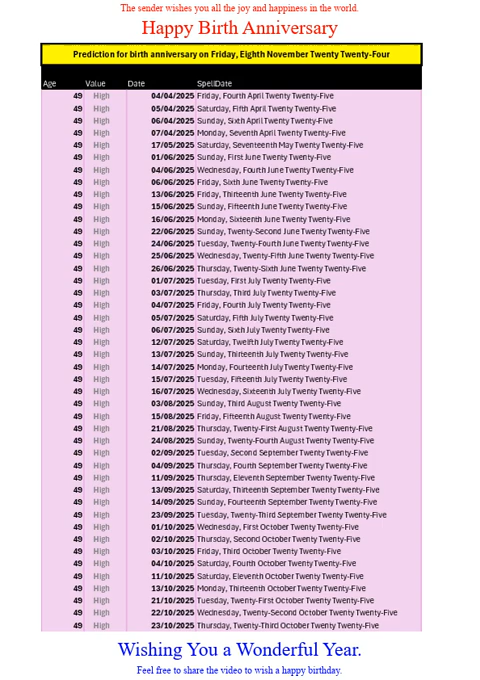 The sender wishes you all the joy and happiness in the world.
Happy Birth Anniversary
Prediction for birth anniversary on Friday, Eighth November Twenty Twenty-Four
Age Value Date SpellDate
49 High 04/04/2025 Friday, Fourth April Twenty Twenty-Five
49 High 05/04/2025 Saturday, Fifth April Twenty Twenty-Five
49 High 06/04/2025 Sunday, Sixth April Twenty Twenty-Five
49 High 07/04/2025 Monday, Seventh April Twenty Twenty-Five
49 High 17/05/2025 Saturday, Seventeenth May Twenty Twenty-Five
49 High 01/06/2025 Sunday, First June Twenty Twenty-Five
49 High 04/06/2025 Wednesday, Fourth June Twenty Twenty-Five
49 High 06/06/2025 Friday, Sixth June Twenty Twenty-Five
49 High 13/06/2025 Friday, Thirteenth June Twenty Twenty-Five
49 High 15/06/2025 Sunday, Fifteenth June Twenty Twenty-Five
49 High 16/06/2025 Monday, Sixteenth June Twenty Twenty-Five
49 High 22/06/2025 Sunday, Twenty-Second June Twenty Twenty-Five
49 High 24/06/2025 Tuesday, Twenty-Fourth June Twenty Twenty-Five
49 High 25/06/2025 Wednesday, Twenty-Fifth June Twenty Twenty-Five
49 High 26/06/2025 Thursday, Twenty-Sixth June Twenty Twenty-Five
49 High 01/07/2025 Tuesday, First July Twenty Twenty-Five
49 High 03/07/2025 Thursday, Third July Twenty Twenty-Five
49 High 04/07/2025 Friday, Fourth July Twenty Twenty-Five
49 High 05/07/2025 Saturday, Fifth July Twenty Twenty-Five
49 High 06/07/2025 Sunday, Sixth July Twenty Twenty-Five
49 High 12/07/2025 Saturday, Twelfth July Twenty Twenty-Five
49 High 13/07/2025 Sunday, Thirteenth July Twenty Twenty-Five
49 High 14/07/2025 Monday, Fourteenth July Twenty Twenty-Five
49 High 15/07/2025 Tuesday, Fifteenth July Twenty Twenty-Five
49 High 16/07/2025 Wednesday, Sixteenth July Twenty Twenty-Five
49 High 03/08/2025 Sunday, Third August Twenty Twenty-Five
49 High 15/08/2025 Friday, Fifteenth August Twenty Twenty-Five
49 High 21/08/2025 Thursday, Twenty-First August Twenty Twenty-Five
49 High 24/08/2025 Sunday, Twenty-Fourth August Twenty Twenty-Five
49 High 02/09/2025 Tuesday, Second September Twenty Twenty-Five
49 High 04/09/2025 Thursday, Fourth September Twenty Twenty-Five
49 High 11/09/2025 Thursday, Eleventh September Twenty Twenty-Five
49 High 13/09/2025 Saturday, Thirteenth September Twenty Twenty-Five
49 High 14/09/2025 Sunday, Fourteenth September Twenty Twenty-Five
49 High 23/09/2025 Tuesday, Twenty-Third September Twenty Twenty-Five
49 High 01/10/2025 Wednesday, First October Twenty Twenty-Five
49 High 02/10/2025 Thursday, Second October Twenty Twenty-Five
49 High 03/10/2025 Friday, Third October Twenty Twenty-Five
49 High 04/10/2025 Saturday, Fourth October Twenty Twenty-Five
49 High 11/10/2025 Saturday, Eleventh October Twenty Twenty-Five
49 High 13/10/2025 Monday, Thirteenth October Twenty Twenty-Five
49 High 21/10/2025 Tuesday, Twenty-First October Twenty Twenty-Five
49 High 22/10/2025 Wednesday, Twenty-Second October Twenty Twenty-Five
49 High 23/10/2025 Thursday, Twenty-Third October Twenty Twenty-Five
Wishing You a Wonderful Year.
Feel free to share the video to wish a happy birthday.